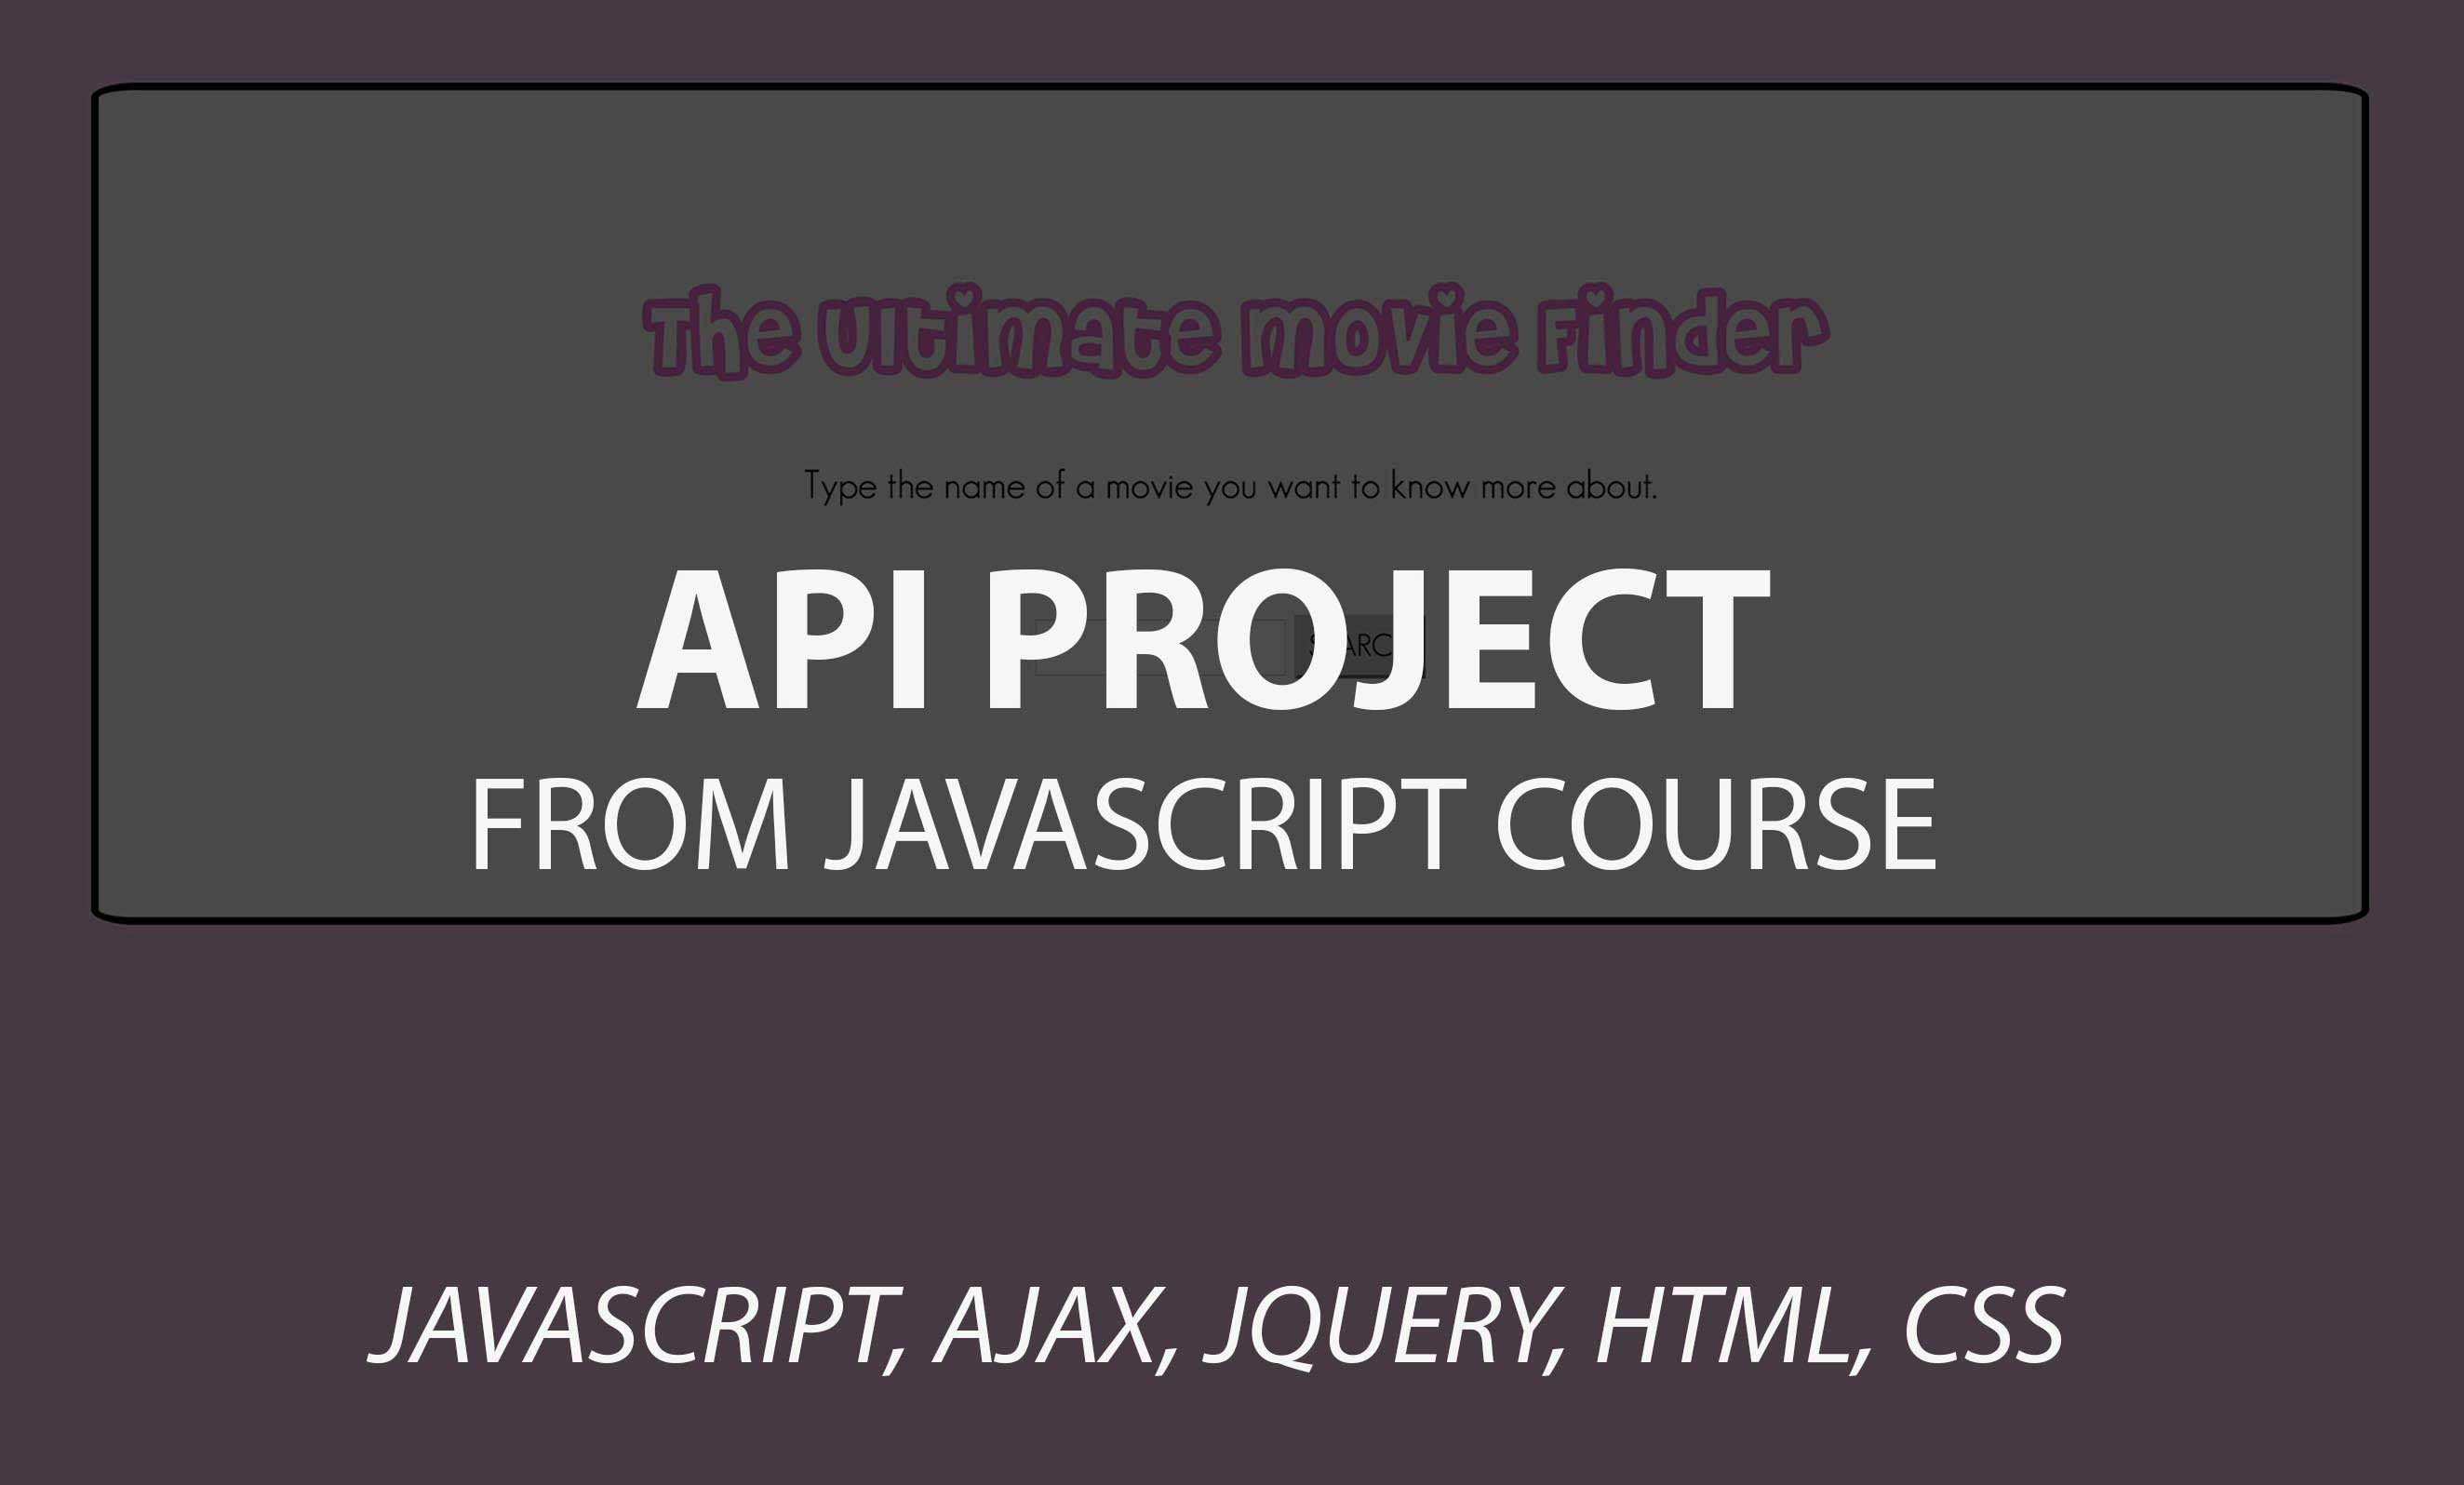 The Ultimate Movie Finder
Type the name of a movie you want to know more about.
API PROJECT
FROM JAVASCRIPT COURSE
JAVASCRIPT, AJAX, JQUERY, HTML, CSS